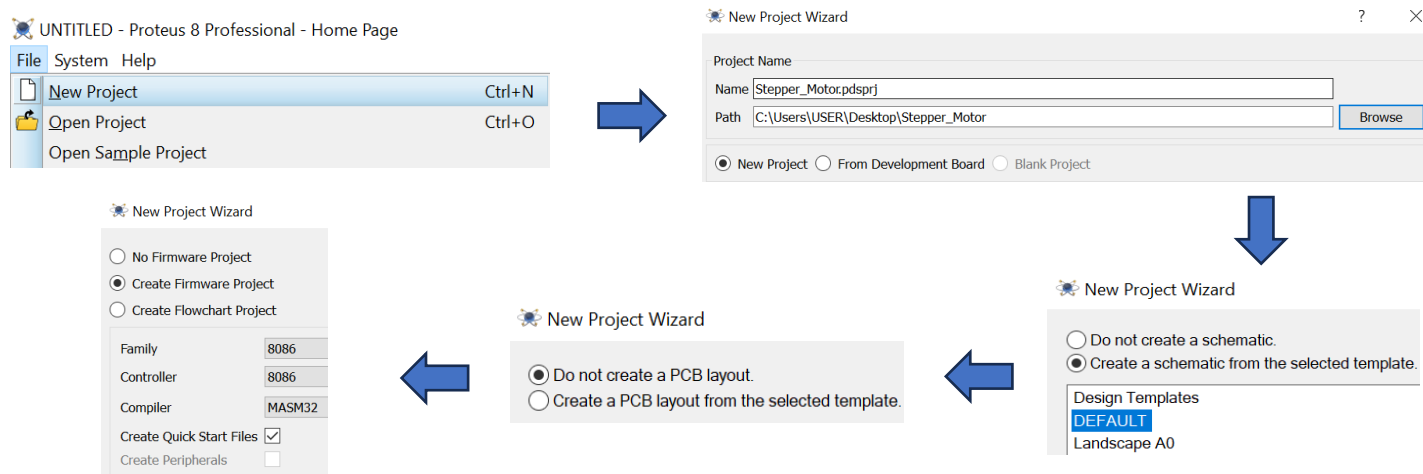 UNTITLED - Proteus 8 Professional - Home Page
File System Help
New Project Ctrl+N
Open Project Ctrl+O
Open Sample Project
New Project Wizard ? ×
Project Name
Name Stepper_Motor.pdsprj
Path C:\Users\USER\Desktop\Stepper_Motor Browse
New Project From Development Board Blank Project
New Project Wizard
Do not create a schematic.
Create a schematic from the selected template.
Design Templates
DEFAULT
Landscape A0
New Project Wizard
Do not create a PCB layout.
Create a PCB layout from the selected template.
New Project Wizard
No Firmware Project
Create Firmware Project
Create Flowchart Project
Family 8086
Controller 8086
Compiler MASM32
Create Quick Start Files
Create Peripherals